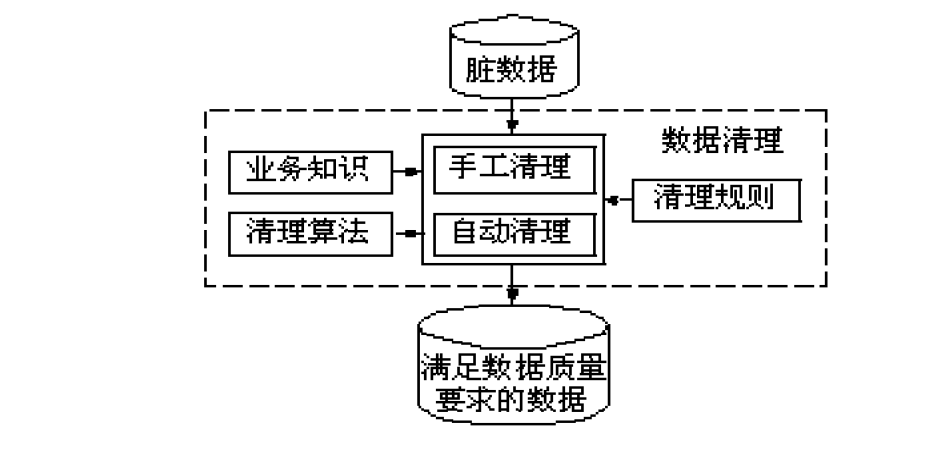 脏数据
数据清理
业务知识
手工清理
清理规则
清理算法
自动清理
满足数据质量
要求的数据